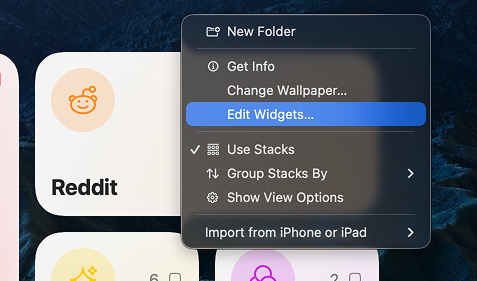 New Folder
Get Info
Change Wallpaper...
Edit Widgets...
Use Stacks
Group Stacks By
Show View Options
Import from iPhone or iPad
Reddit
6
2